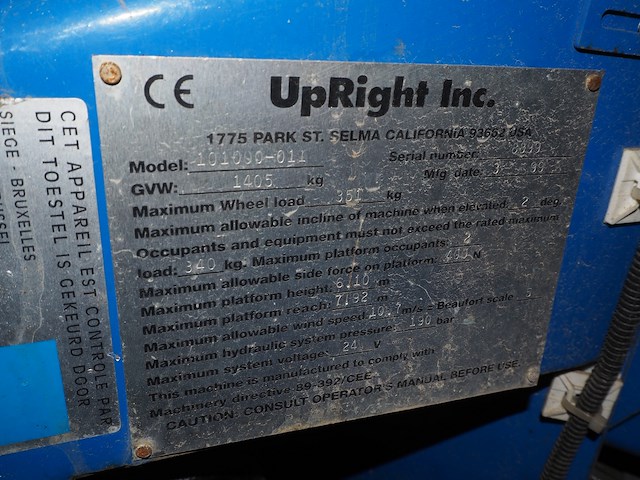 CE UpRight Inc.
1775 PARK ST. SELMA CALIFORNIA 93662 USA
Model: 101090-011 Serial number:
GVW: 1405 kg Mfg date:
Maximum Wheel load 351 kg
Maximum allowable incline of machine when elevated, 2 deg
Occupants and equipment must not exceed the rated maximum
load: 340 kg. Maximum platform occupants: 2
Maximum allowable side force on platform: N
Maximum platform height: 6.10 m
Maximum platform reach: 7.92 m
Maximum allowable wind speed 10.7 m/s = Beaufort scale
Maximum hydraulic system pressure: 190 bar
Maximum system voltage: 24 V
This machine is manufactured to comply with
Machinery directive 89-392/CEE
CAUTION: CONSULT OPERATOR'S MANUAL BEFORE USE.
CET APPAREIL EST CONTROLE PAR
DIT TOESTEL IS GEKEURD DOOR
SIEGE - BRUXELLES